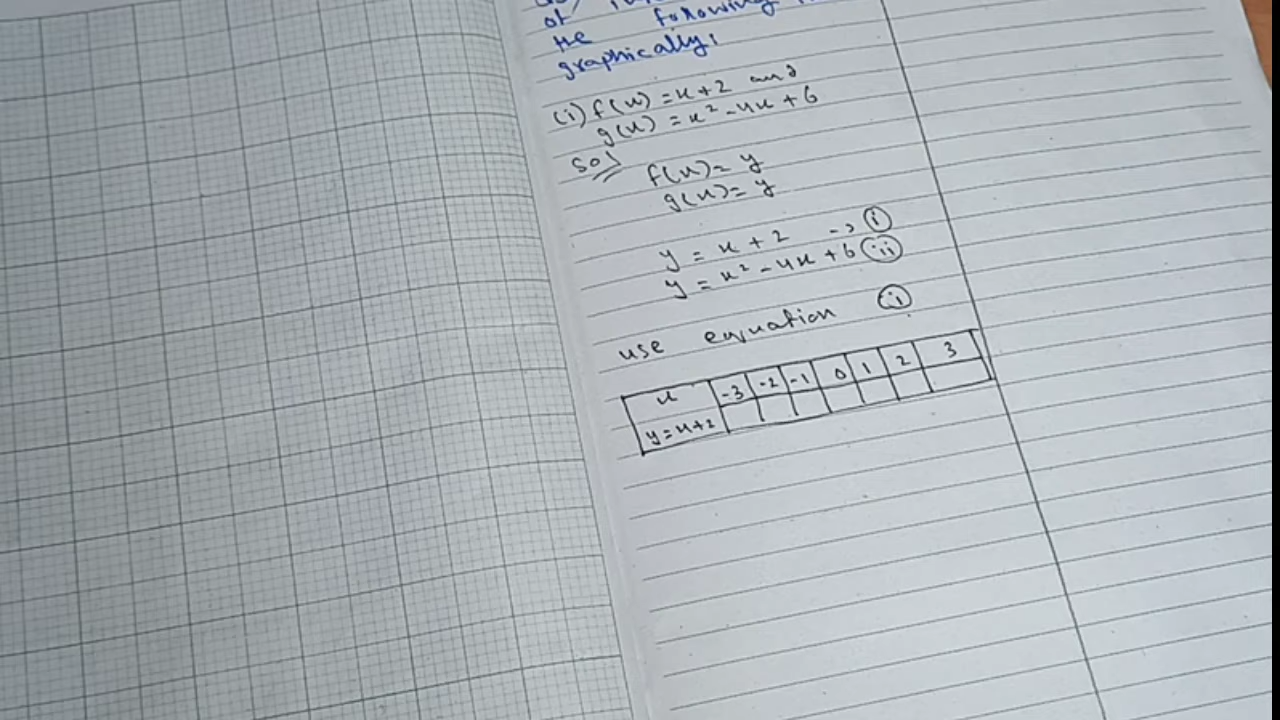 of
the following
graphically:
(i) f(x) = x + 2 and
g(x) = x² - 4x + 6
Sol
f(x) = y
g(x) = y
y = x + 2 -> (i)
y = x² - 4x + 6 (ii)
use equation (i)
x -3 -2 -1 0 1 2 3
y = x + 2